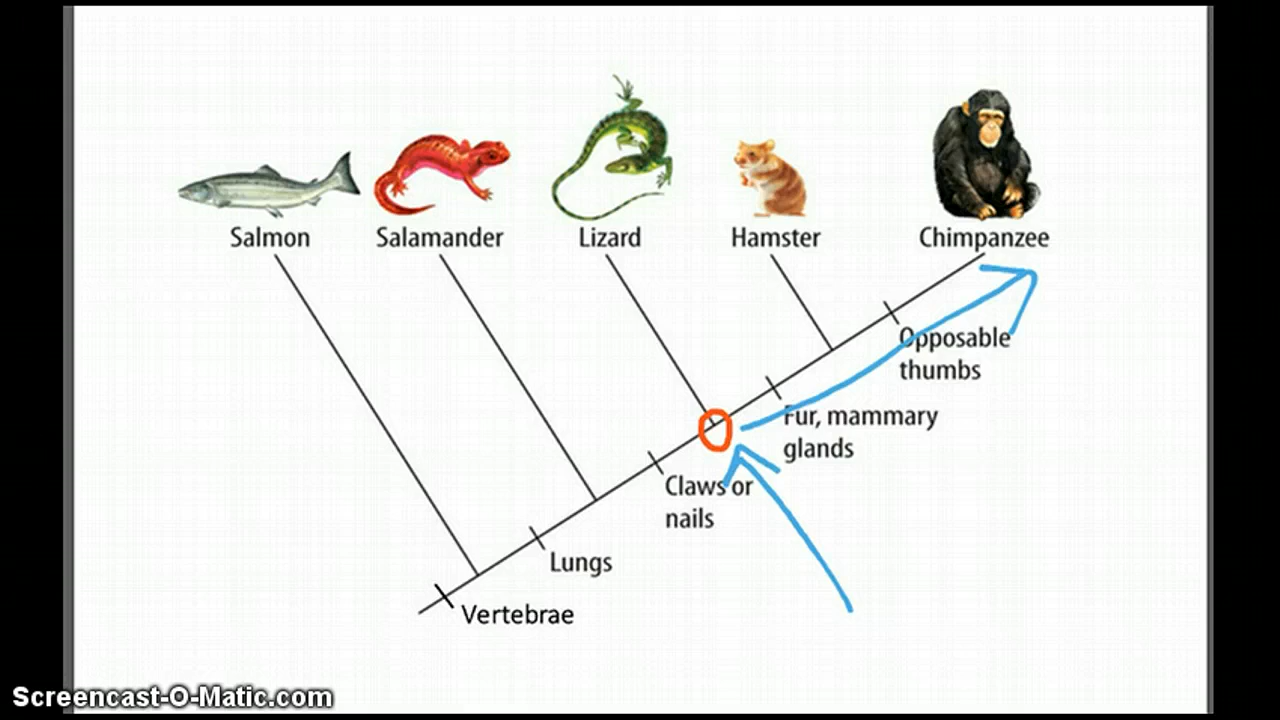 Salmon
Salamander
Lizard
Hamster
Chimpanzee
Opposable
thumbs
Fur, mammary
glands
Claws or
nails
Lungs
Vertebrae
Screencast-O-Matic.com